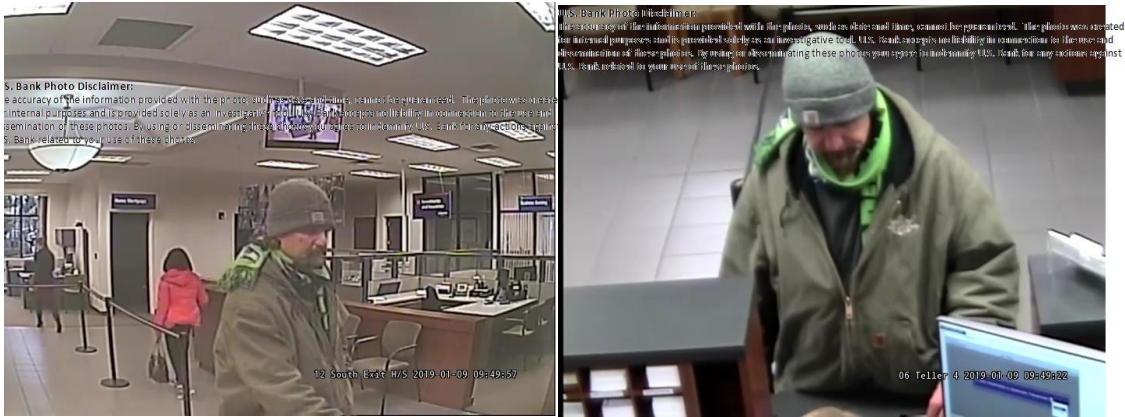 S. Bank Photo Disclaimer:
e accuracy of the information provided with the photo, such as date and time, cannot be guaranteed. The photo was create
r internal purposes and is provided solely as an investigative tool. U.S. Bank accepts no liability in connection to the use and
ssemination of these photos. By using or disseminating these photos you agree to indemnify U.S. Bank for any actions agains
S. Bank related to your use of these photos.
Home Mortgage
12 South Exit H/S 2019-01-09 09:49:57
U.S. Bank Photo Disclaimer:
The accuracy of the information provided with the photo, such as date and time, cannot be guaranteed. The photo was created
for internal purposes and is provided solely as an investigative tool. U.S. Bank accepts no liability in connection to the use and
dissemination of these photos. By using or disseminating these photos you agree to indemnify U.S. Bank for any actions against
U.S. Bank related to your use of these photos.
06 Teller 4 2019-01-09 09:49:22